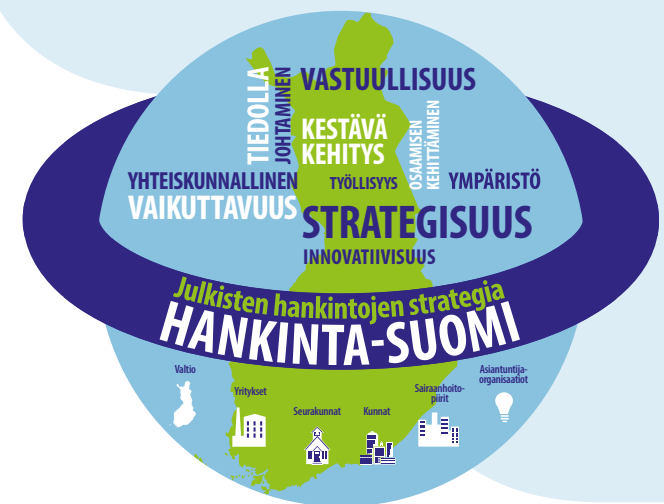 TIEDOLLA
JOHTAMINEN
VASTUULLISUUS
KESTÄVÄ
KEHITYS
OSAAMISEN
KEHITTÄMINEN
YHTEISKUNNALLINEN
VAIKUTTAVUUS
TYÖLLISYYS
YMPÄRISTÖ
STRATEGISUUS
INNOVATIIVISUUS
Julkisten hankintojen strategia
HANKINTA-SUOMI
Valtio
Yritykset
Seurakunnat
Kunnat
Sairaanhoito-
piirit
Asiantuntija-
organisaatiot